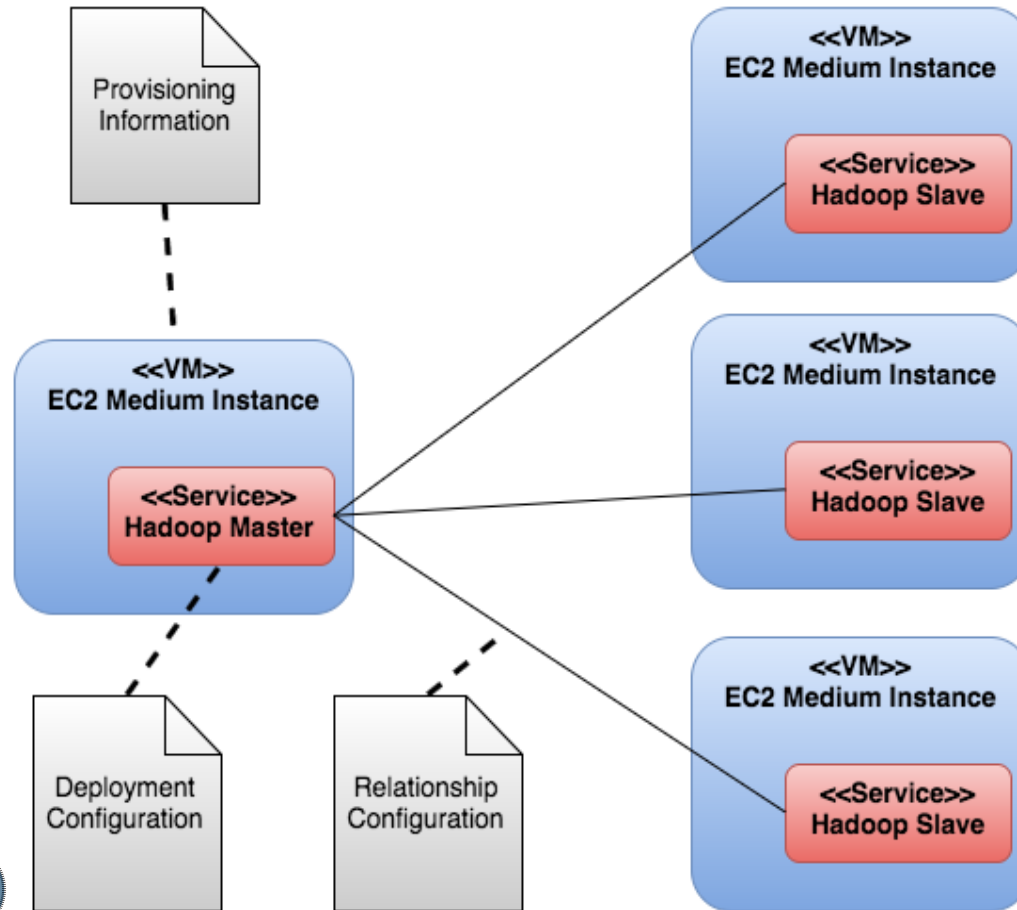 Provisioning
Information
<<VM>>
EC2 Medium Instance
<<Service>>
Hadoop Slave
<<VM>>
EC2 Medium Instance
<<Service>>
Hadoop Master
<<VM>>
EC2 Medium Instance
<<Service>>
Hadoop Slave
Deployment
Configuration
Relationship
Configuration
<<VM>>
EC2 Medium Instance
<<Service>>
Hadoop Slave